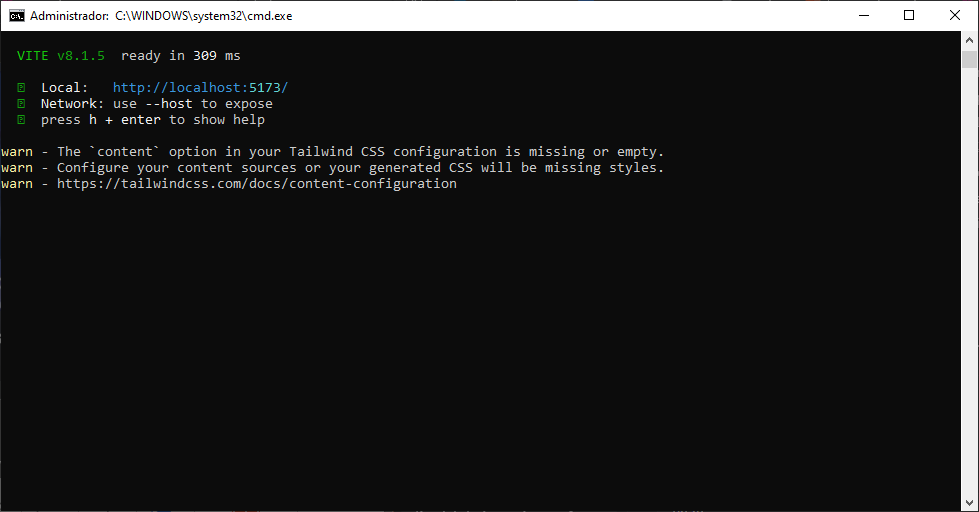 Administrador: C:\WINDOWS\system32\cmd.exe
VITE v8.1.5 ready in 309 ms
Local: http://localhost:5173/
Network: use --host to expose
press h + enter to show help
warn - The `content` option in your Tailwind CSS configuration is missing or empty.
warn - Configure your content sources or your generated CSS will be missing styles.
warn - https://tailwindcss.com/docs/content-configuration